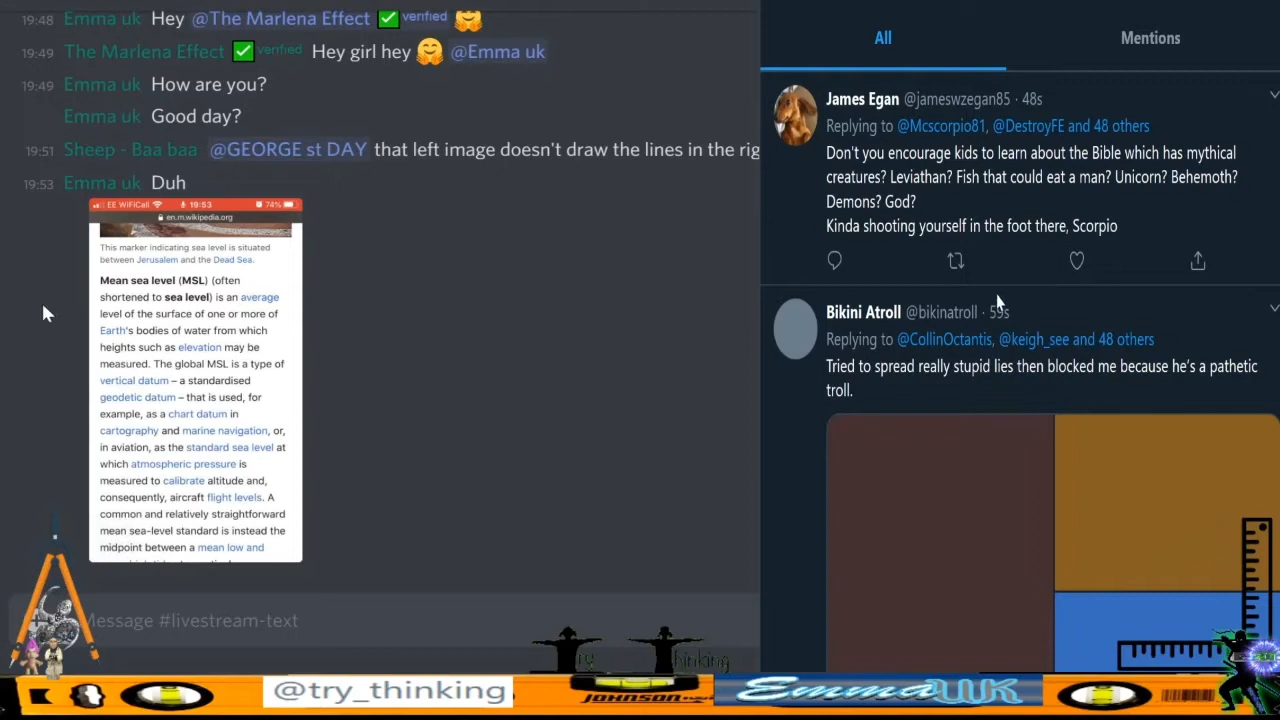 19:48 Emma uk Hey @The Marlena Effect verified
19:49 The Marlena Effect verified Hey girl hey @Emma uk
19:49 Emma uk How are you?
Emma uk Good day?
19:51 Sheep - Baa baa @GEORGE st DAY that left image doesn't draw the lines in the rig
19:53 Emma uk Duh
EE WiFiCall 19:53 74%
en.m.wikipedia.org
This marker indicating sea level is situated
between Jerusalem and the Dead Sea.
Mean sea level (MSL) (often
shortened to sea level) is an average
level of the surface of one or more of
Earth's bodies of water from which
heights such as elevation may be
measured. The global MSL is a type of
vertical datum – a standardised
geodetic datum – that is used, for
example, as a chart datum in
cartography and marine navigation, or,
in aviation, as the standard sea level at
which atmospheric pressure is
measured to calibrate altitude and,
consequently, aircraft flight levels. A
common and relatively straightforward
mean sea-level standard is instead the
midpoint between a mean low and
Message #livestream-text
All Mentions
James Egan @jameswzegan85 · 48s
Replying to @Mcscorpio81, @DestroyFE and 48 others
Don't you encourage kids to learn about the Bible which has mythical
creatures? Leviathan? Fish that could eat a man? Unicorn? Behemoth?
Demons? God?
Kinda shooting yourself in the foot there, Scorpio
Bikini Atroll @bikinatroll · 59s
Replying to @CollinOctantis, @keigh_see and 48 others
Tried to spread really stupid lies then blocked me because he's a pathetic
troll.
Try Thinking
@try_thinking
JOHNSON
EmmaUK